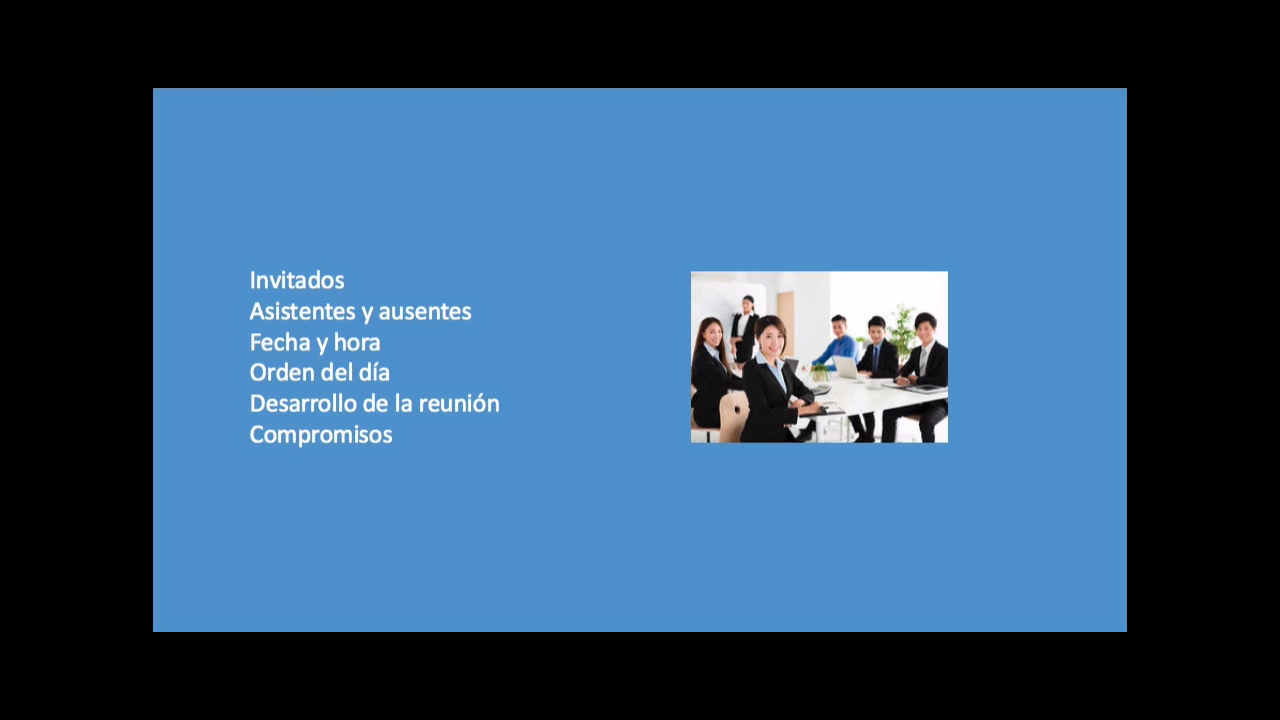 Invitados
Asistentes y ausentes
Fecha y hora
Orden del día
Desarrollo de la reunión
Compromisos